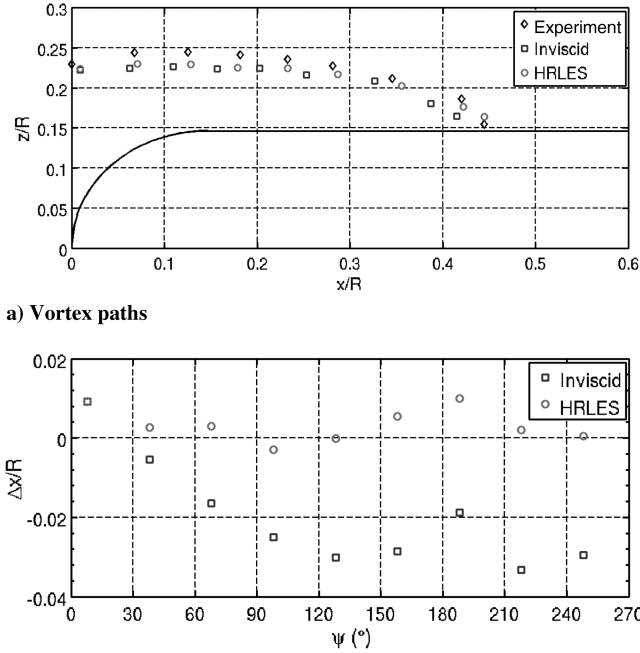 0.3
0.25
0.2
0.15
0.1
0.05
0
z/R
Experiment
Inviscid
HRLES
0 0.1 0.2 0.3 0.4 0.5 0.6
x/R
a) Vortex paths
0.02
0
-0.02
-0.04
Δx/R
Inviscid
HRLES
0 30 60 90 120 150 180 210 240 270
ψ (°)